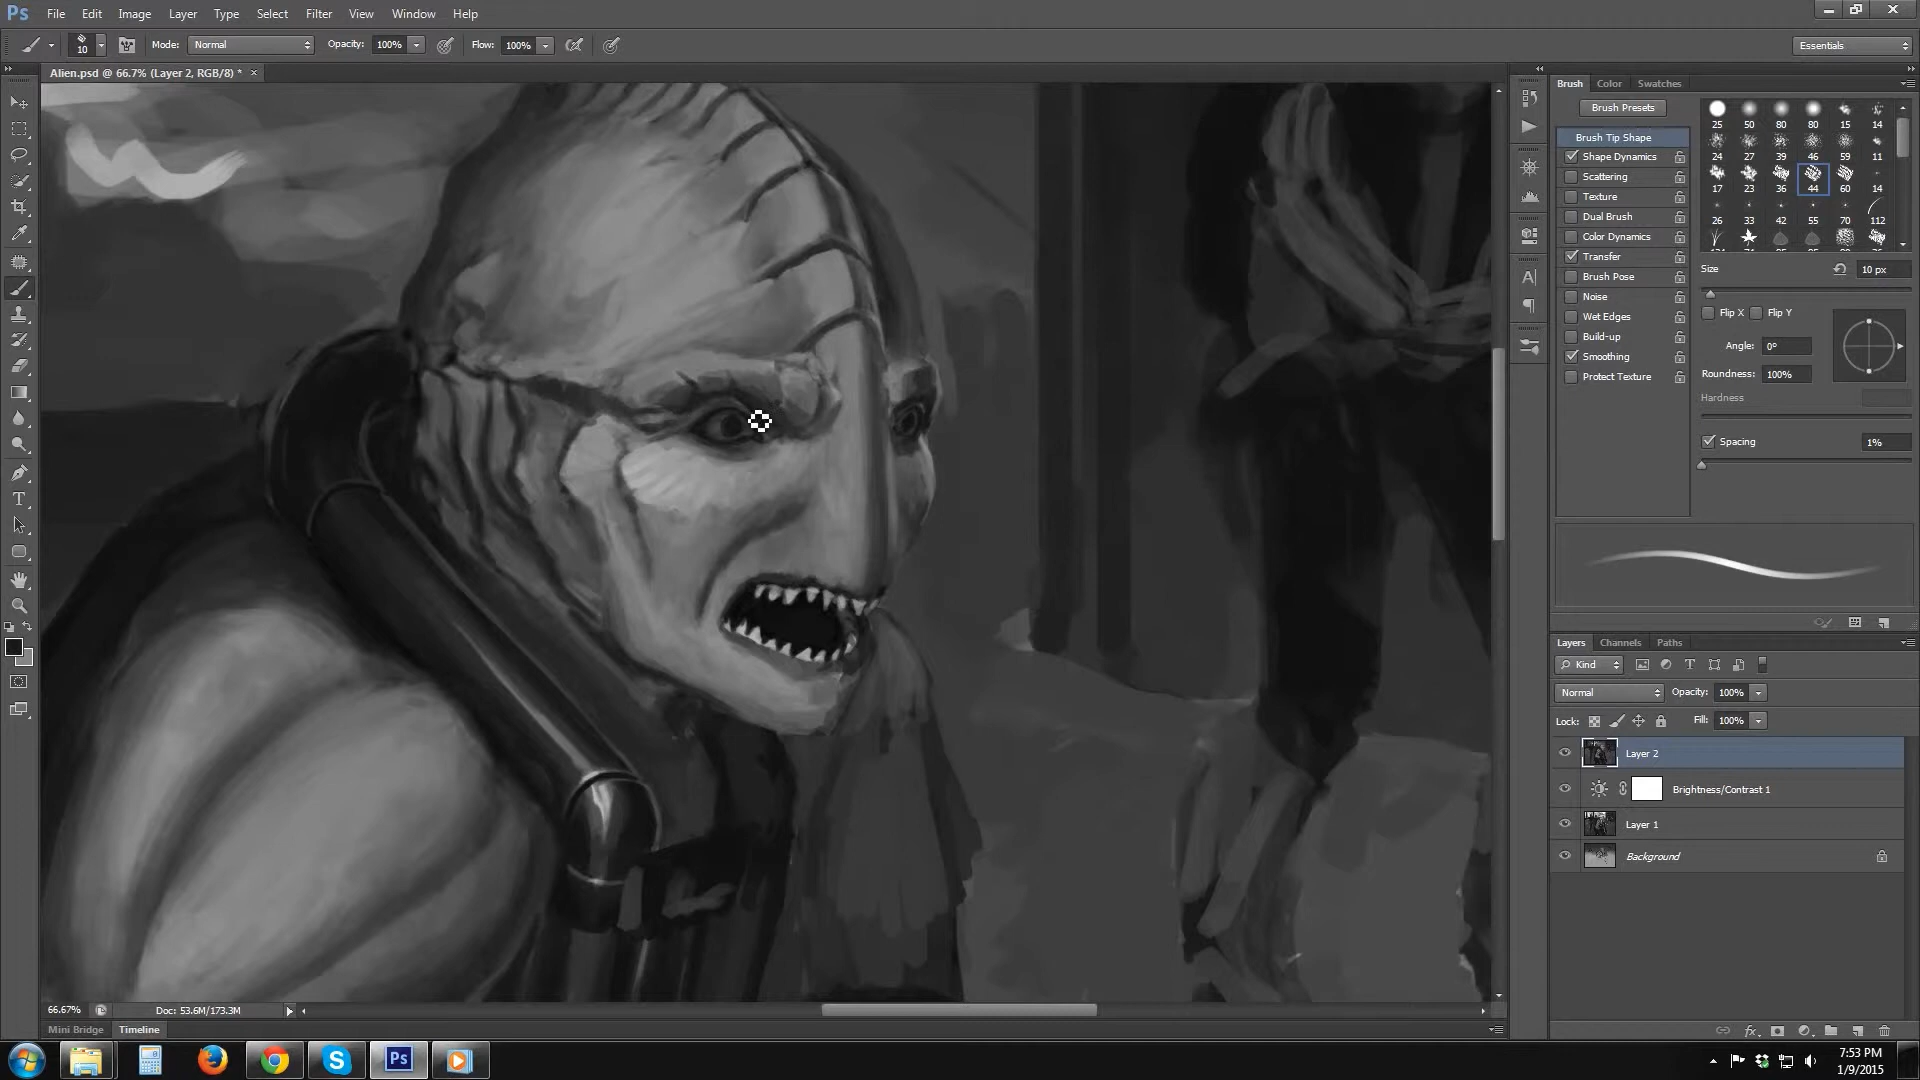 Ps File Edit Image Layer Type Select Filter View Window Help
10 Mode: Normal Opacity: 100% Flow: 100% Essentials
Alien.psd @ 66.7% (Layer 2, RGB/8) * ×
Brush Color Swatches
Brush Presets
25 50 80 80 15 14
Brush Tip Shape
Shape Dynamics
24 27 39 46 59 11
Scattering
17 23 36 44 60 14
Texture
Dual Brush
26 33 42 55 70 112
Color Dynamics
Transfer
Size 10 px
Brush Pose
Noise
Wet Edges
Flip X Flip Y
Build-up
Angle: 0°
Smoothing
Roundness: 100%
Protect Texture
Hardness
Spacing 1%
Layers Channels Paths
Kind
Normal Opacity: 100%
Lock: Fill: 100%
Layer 2
Brightness/Contrast 1
Layer 1
Background
66.67% Doc: 53.6M/173.3M
Mini Bridge Timeline
Ps
7:53 PM
1/9/2015